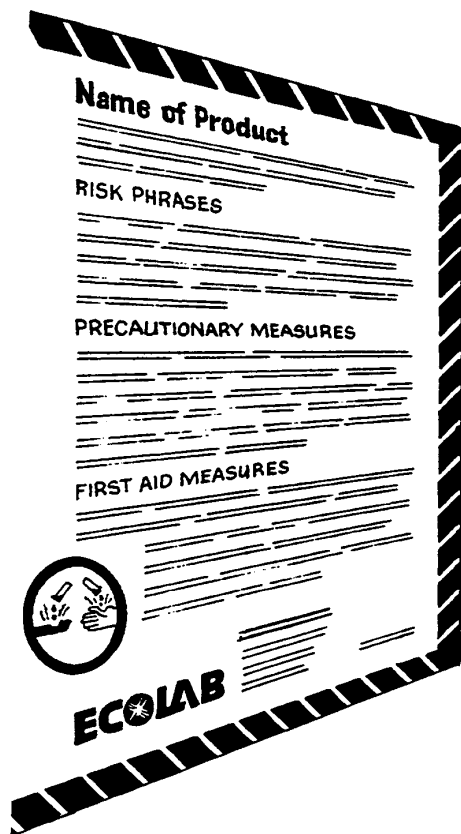 Name of Product
RISK PHRASES
PRECAUTIONARY MEASURES
FIRST AID MEASURES
ECOLAB